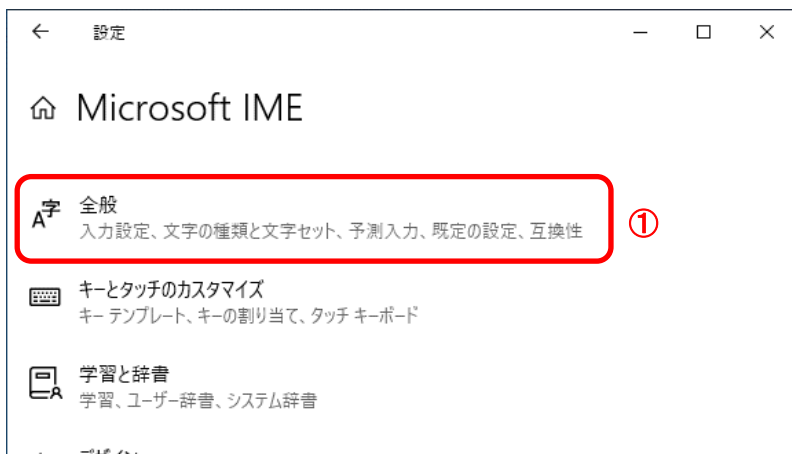 設定
Microsoft IME
全般
入力設定、文字の種類と文字セット、予測入力、既定の設定、互換性
①
キーとタッチのカスタマイズ
キー テンプレート、キーの割り当て、タッチ キーボード
学習と辞書
学習、ユーザー辞書、システム辞書